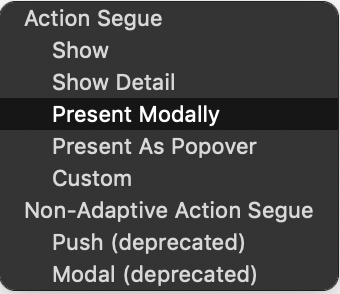 Action Segue
Show
Show Detail
Present Modally
Present As Popover
Custom
Non-Adaptive Action Segue
Push (deprecated)
Modal (deprecated)